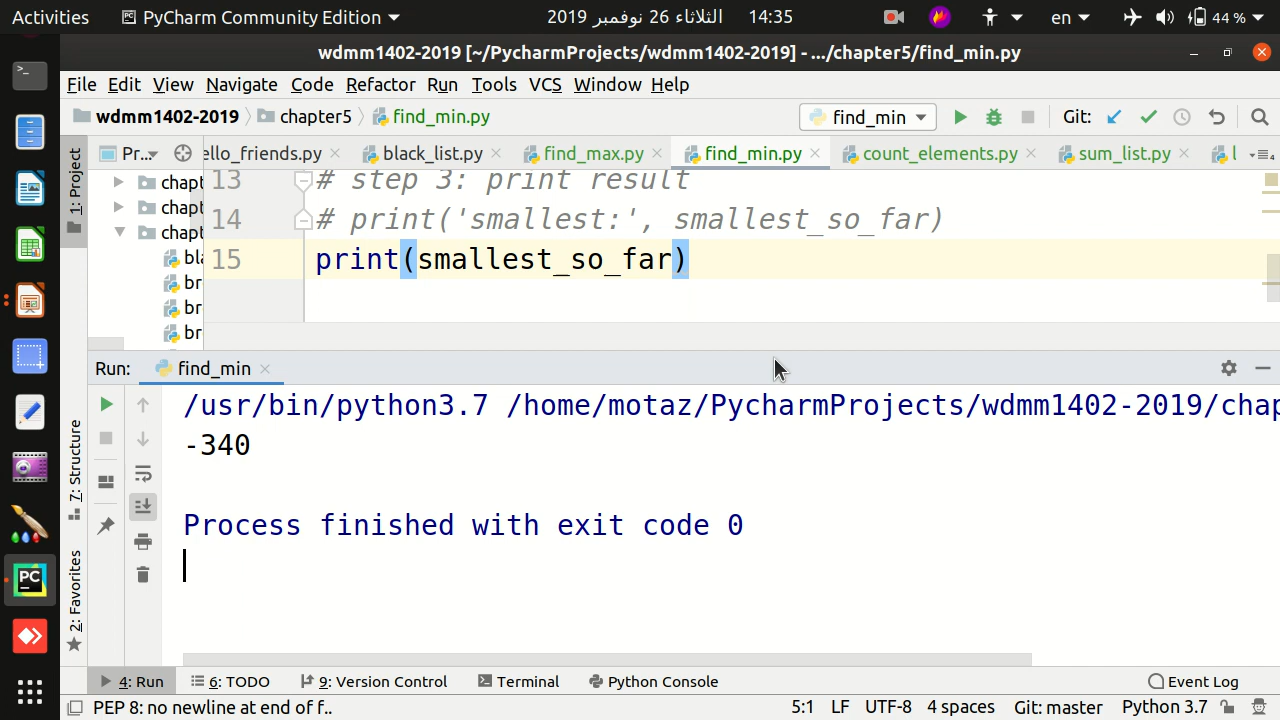 Activities PyCharm Community Edition الثلاثاء 26 نوفمبر 2019 14:35 en 44 %
wdmm1402-2019 [~/PycharmProjects/wdmm1402-2019] - .../chapter5/find_min.py
File Edit View Navigate Code Refactor Run Tools VCS Window Help
wdmm1402-2019 chapter5 find_min.py find_min Git:
1: Project Pr... ello_friends.py black_list.py find_max.py find_min.py count_elements.py sum_list.py l
chapt 13 # step 3: print result
chapt 14 # print('smallest:', smallest_so_far)
chapt
bla 15 print(smallest_so_far)
br
br
br
Run: find_min
/usr/bin/python3.7 /home/motaz/PycharmProjects/wdmm1402-2019/chap
-340
Process finished with exit code 0
7: Structure
2: Favorites
4: Run 6: TODO 9: Version Control Terminal Python Console Event Log
PEP 8: no newline at end of f.. 5:1 LF UTF-8 4 spaces Git: master Python 3.7